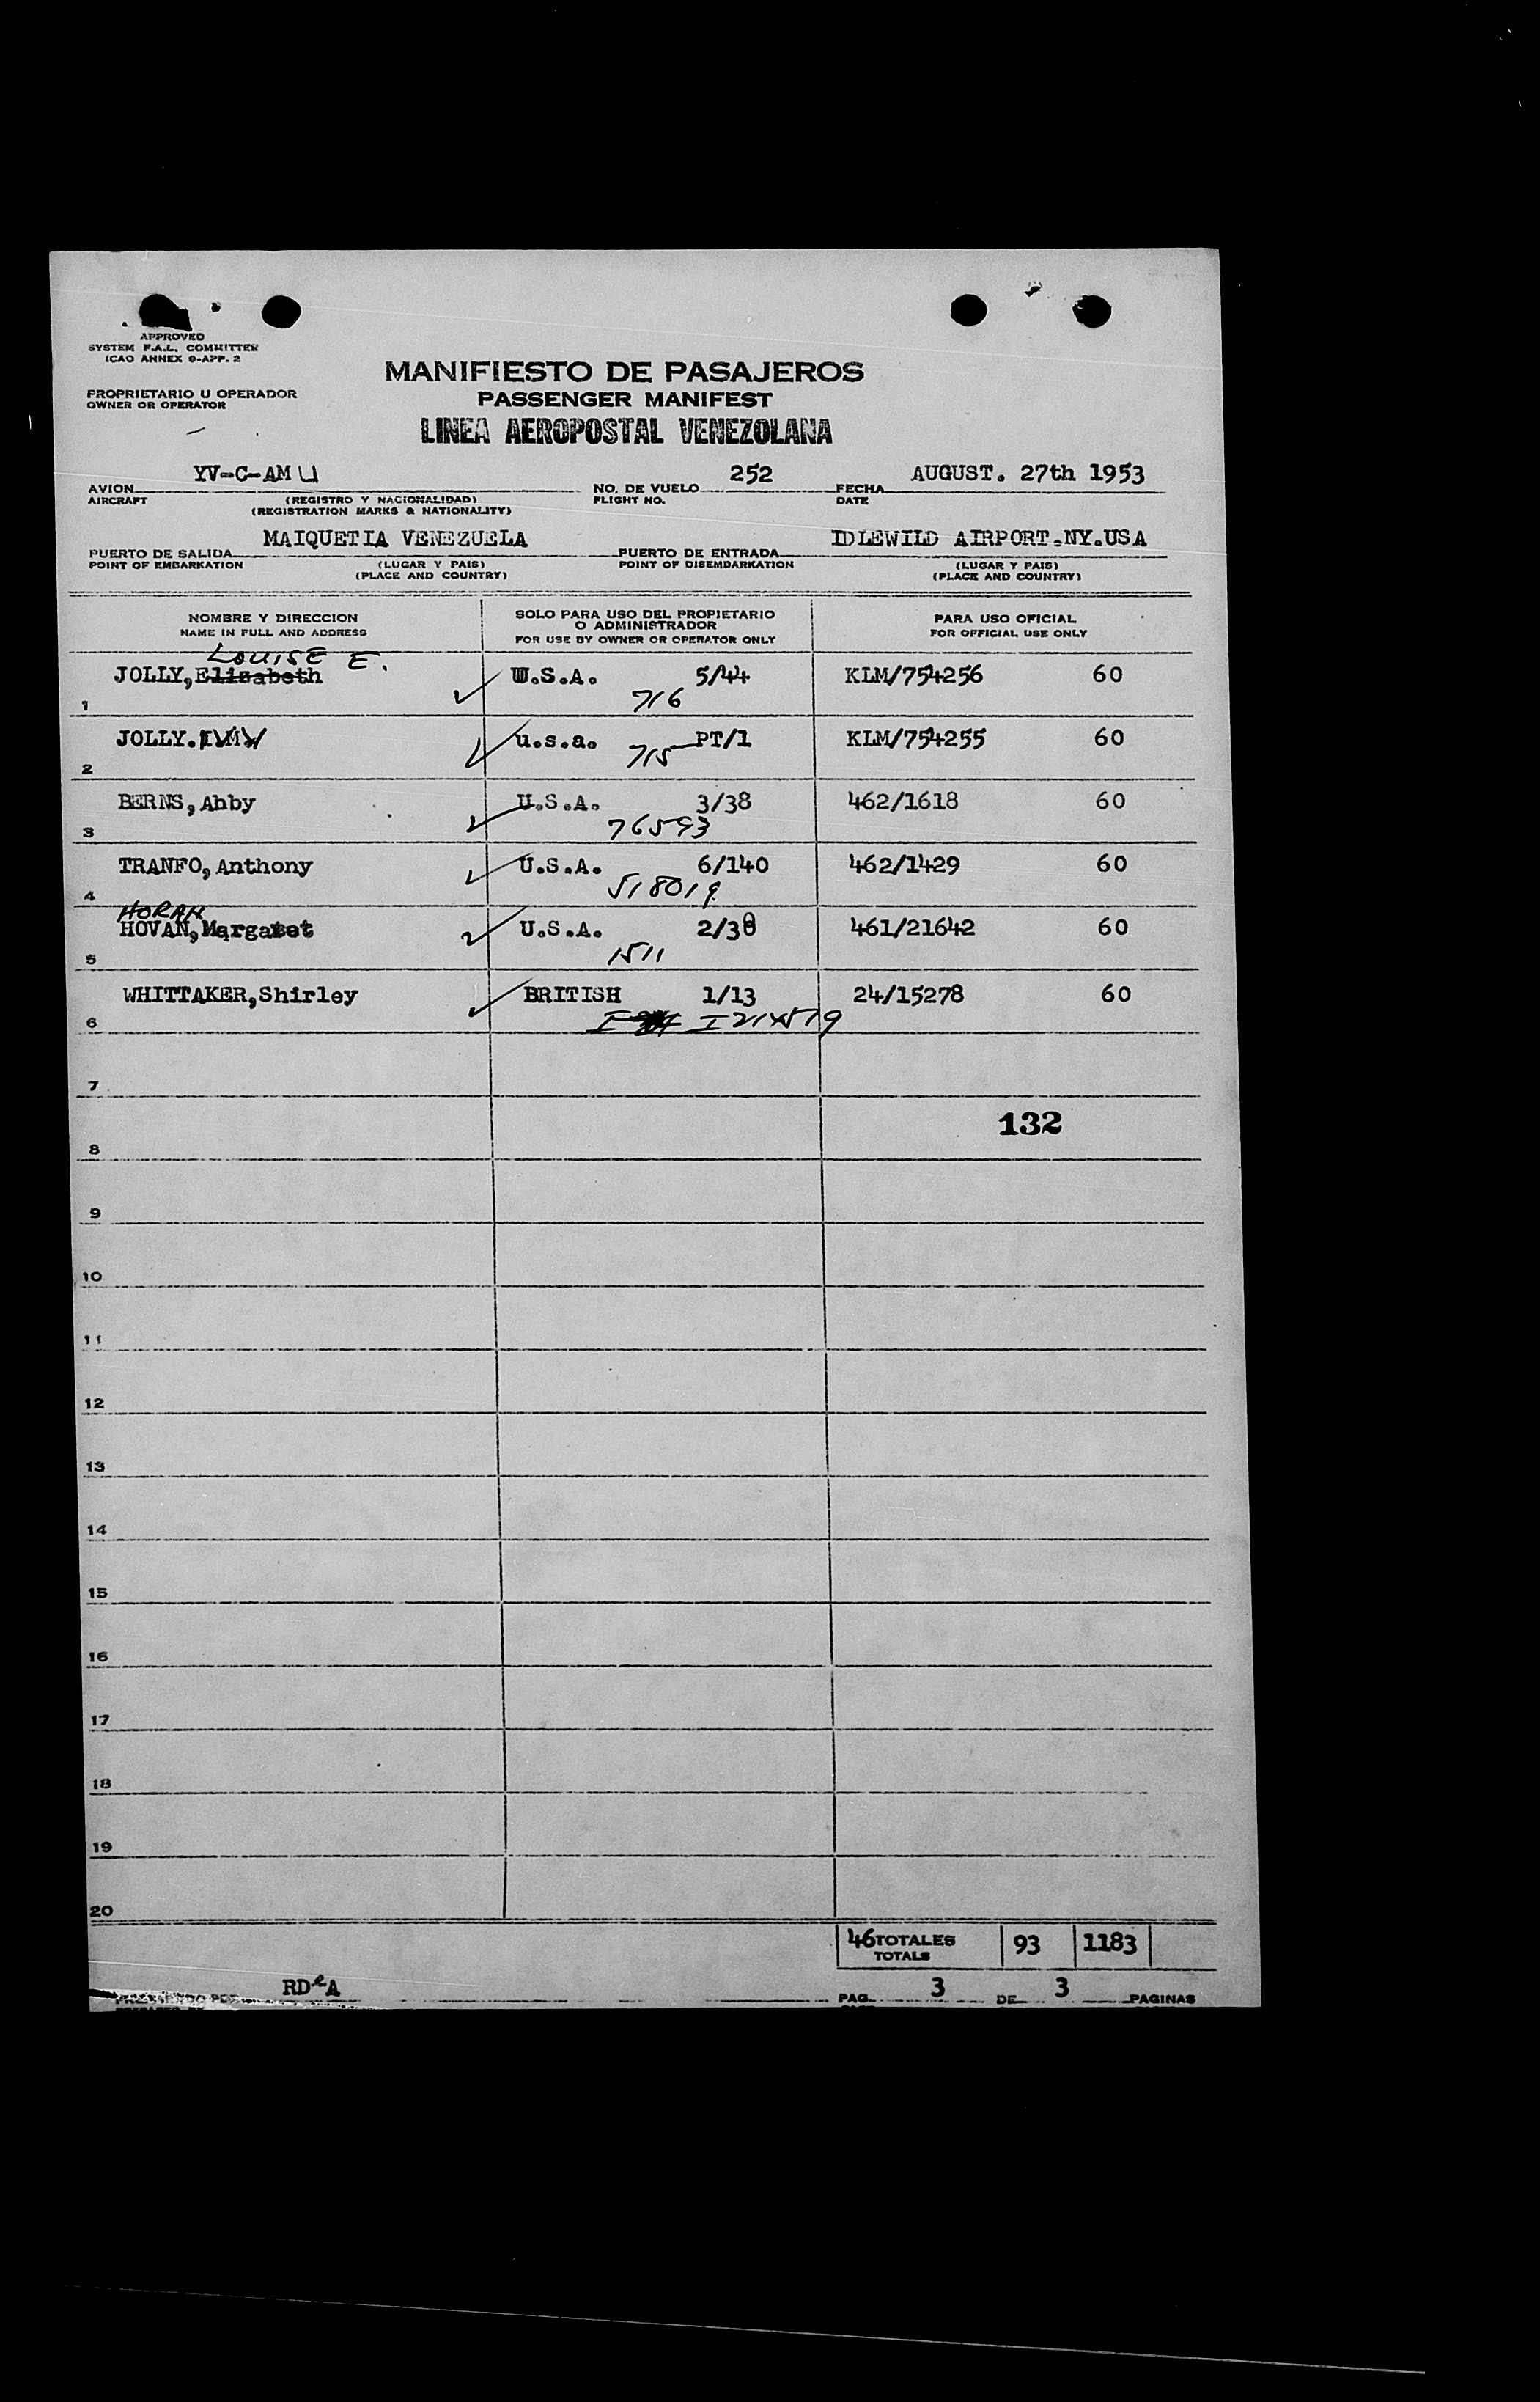 APPROVED
SYSTEM F.A.L. COMMITTEE
ICAO ANNEX 9-APP. 2
MANIFIESTO DE PASAJEROS
PROPRIETARIO U OPERADOR
OWNER OR OPERATOR
PASSENGER MANIFEST
LINEA AEROPOSTAL VENEZOLANA
AVION YV-C-AMU NO. DE VUELO 252 FECHA AUGUST. 27th 1953
AIRCRAFT (REGISTRO Y NACIONALIDAD) FLIGHT NO. DATE
(REGISTRATION MARKS & NATIONALITY)
PUERTO DE SALIDA MAIQUETIA VENEZUELA PUERTO DE ENTRADA IDLEWILD AIRPORT.NY.USA
POINT OF EMBARKATION (LUGAR Y PAIS) POINT OF DISEMBARKATION (LUGAR Y PAIS)
(PLACE AND COUNTRY) (PLACE AND COUNTRY)
NOMBRE Y DIRECCION SOLO PARA USO DEL PROPIETARIO PARA USO OFICIAL
O ADMINISTRADOR
NAME IN FULL AND ADDRESS FOR USE BY OWNER OR OPERATOR ONLY FOR OFFICIAL USE ONLY
LOUISE E.
JOLLY,Elizabeth U.S.A. 5/44 KLM/754256 60
1 716
JOLLY. u.s.a. PT/1 KLM/754255 60
2 715
BERNS,Abby U.S.A. 3/38 462/1618 60
3 76593
TRANFO,Anthony U.S.A. 6/140 462/1429 60
4 518019
HORAN
HOVAN,Margaret U.S.A. 2/38 461/21642 60
5 1511
WHITTAKER,Shirley BRITISH 1/13 24/15278 60
6
7
132
8
9
10
11
12
13
14
15
16
17
18
19
20
46 TOTALES 93 1183
TOTALS
RDeA
PAG. 3 DE 3 PAGINAS